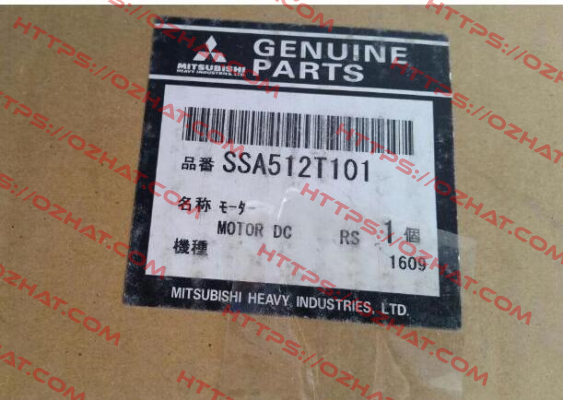 GENUINE
PARTS
MITSUBISHI
HEAVY INDUSTRIES, LTD.
品番 SSA512T101
名称 モーター
MOTOR DC RS 1個
機種
1609
MITSUBISHI HEAVY INDUSTRIES, LTD.
HTTPS://OZHAT.COM